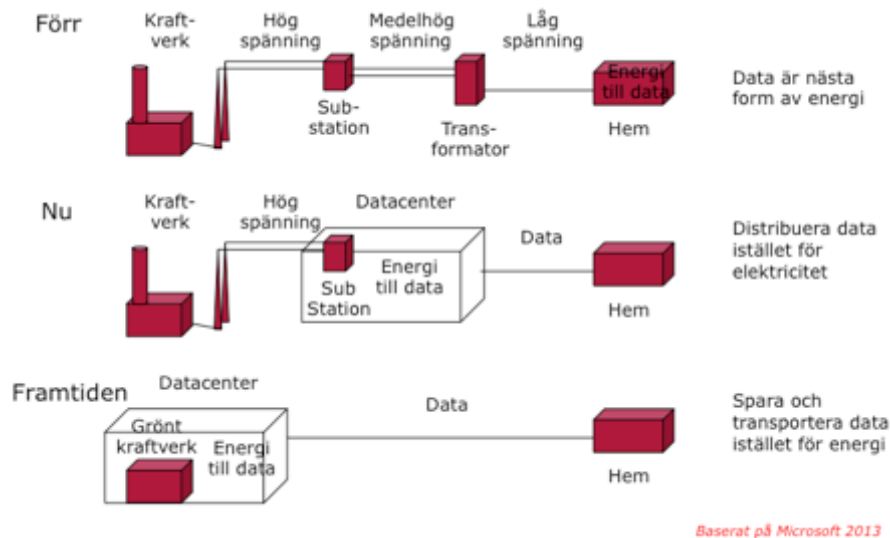 Förr
Kraft-
verk
Hög
spänning
Medelhög
spänning
Låg
spänning
Sub-
station
Trans-
formator
Energi
till data
Hem
Data är nästa
form av energi
Nu
Kraft-
verk
Hög
spänning
Datacenter
Sub
Station
Energi
till data
Data
Hem
Distribuera data
istället för
elektricitet
Framtiden
Datacenter
Grönt
kraftverk
Energi
till data
Data
Hem
Spara och
transportera data
istället för energi
Baserat på Microsoft 2013